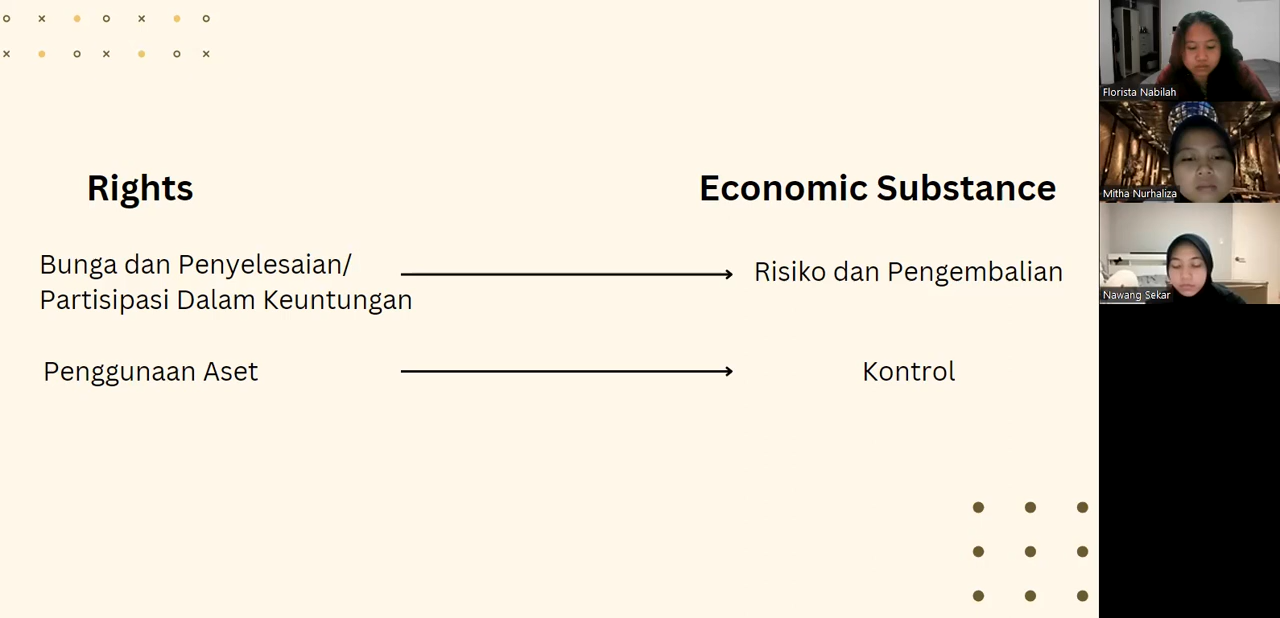 Rights
Economic Substance
Bunga dan Penyelesaian/
Partisipasi Dalam Keuntungan
Risiko dan Pengembalian
Penggunaan Aset
Kontrol
Florista Nabilah
Mitha Nurhaliza
Nawang Sekar